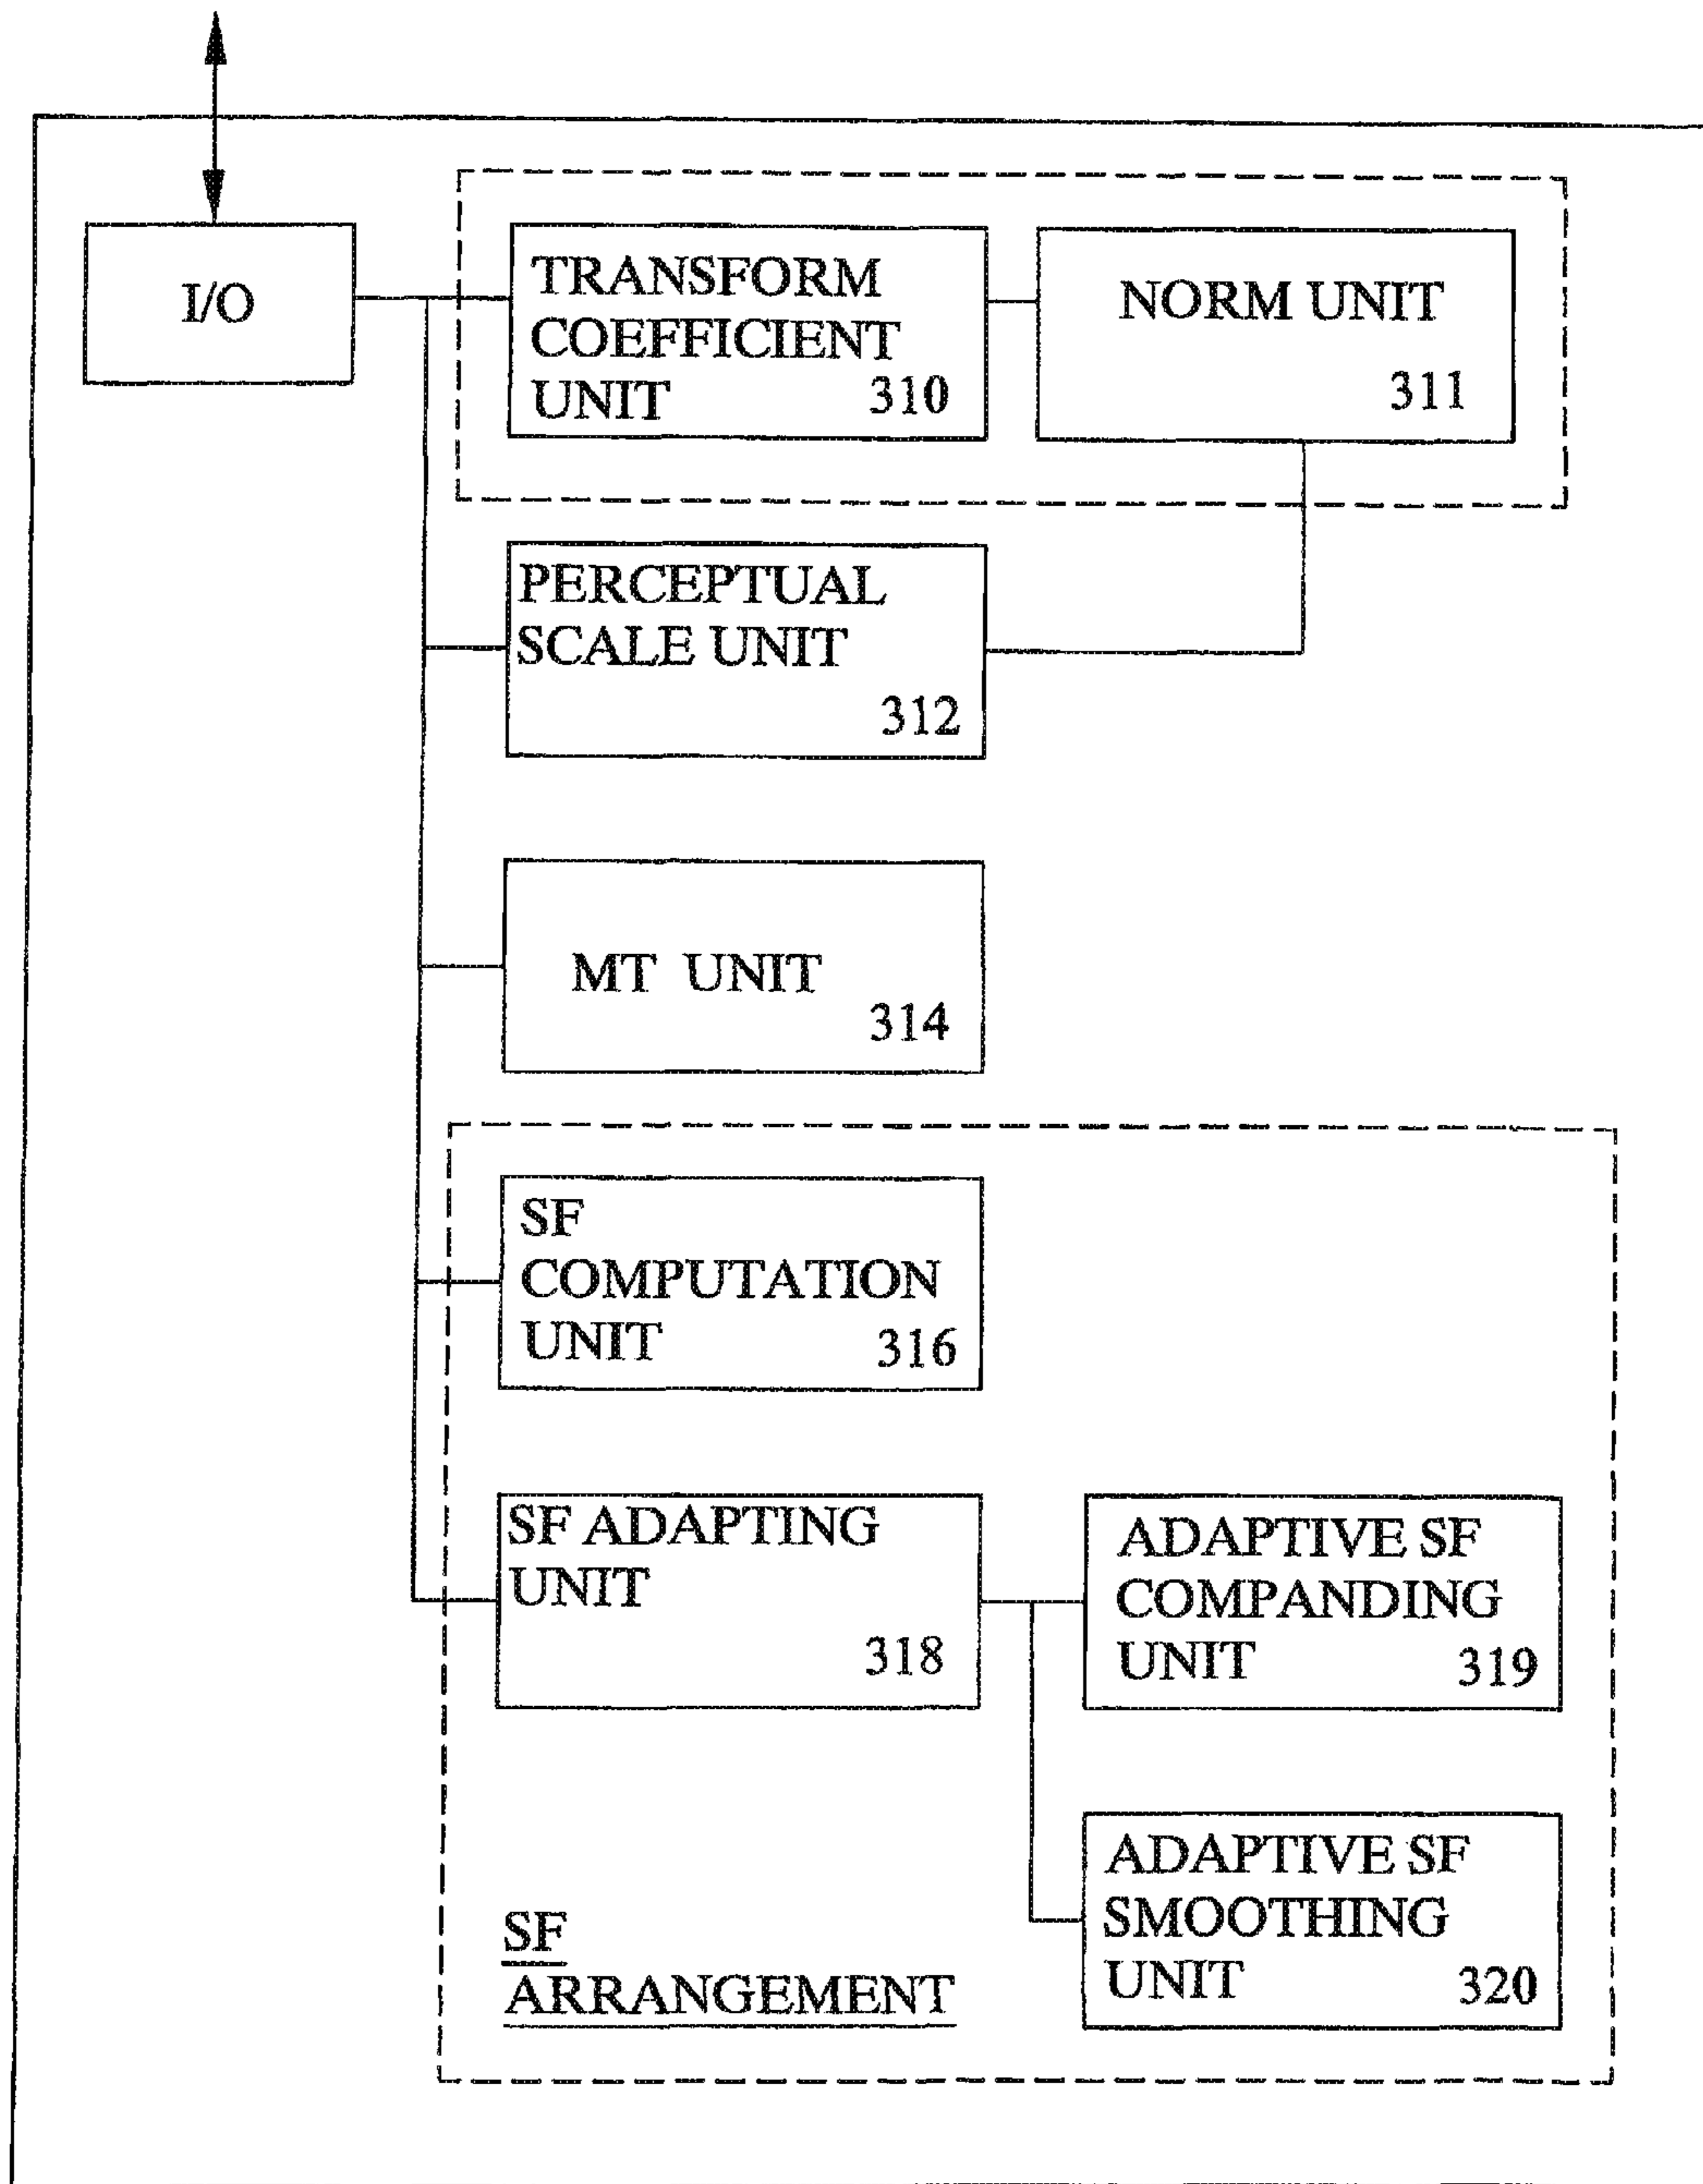 I/O
TRANSFORM
COEFFICIENT
UNIT 310
NORM UNIT
311
PERCEPTUAL
SCALE UNIT
312
MT UNIT
314
SF
COMPUTATION
UNIT 316
SF ADAPTING
UNIT
318
ADAPTIVE SF
COMPANDING
UNIT 319
ADAPTIVE SF
SMOOTHING
UNIT 320
SF
ARRANGEMENT